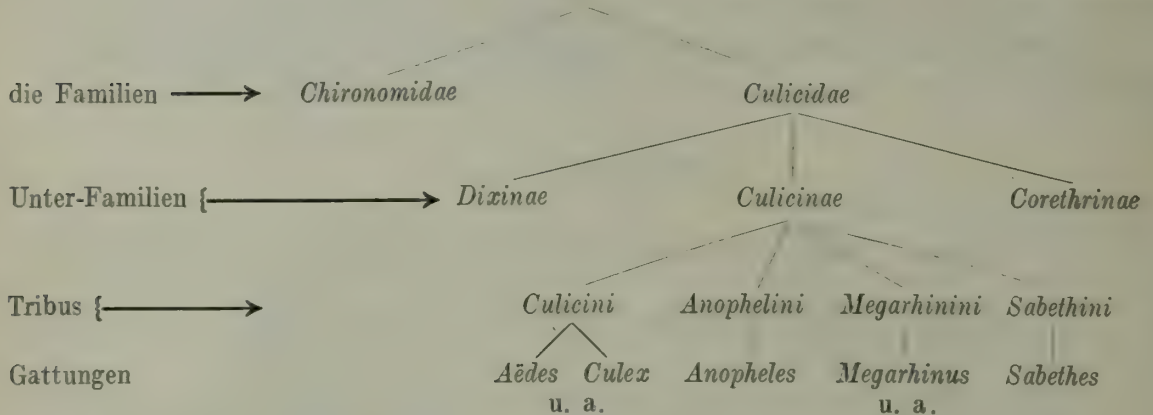 die Familien Chironomidae Culicidae
Unter-Familien { Dixinae Culicinae Corethrinae
Tribus { Culicini Anophelini Megarhinini Sabethini
Gattungen Aëdes Culex Anopheles Megarhinus Sabethes
u. a. u. a.